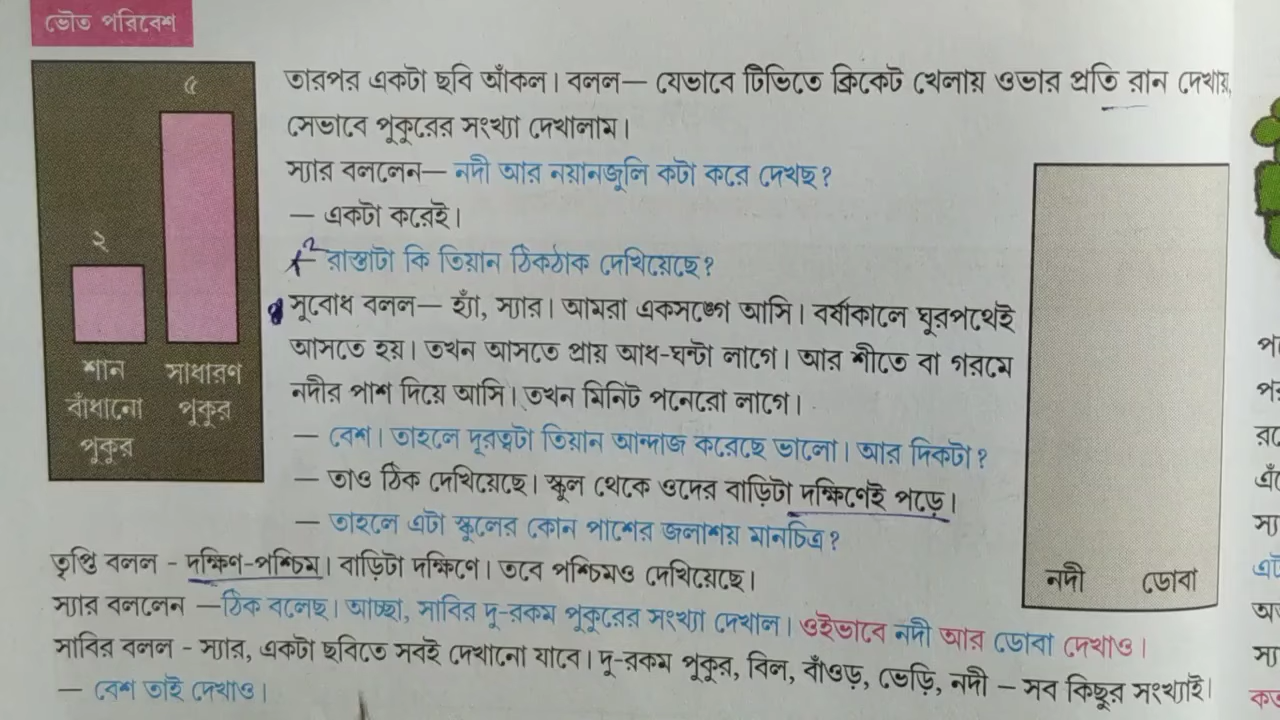 ভৌত পরিবেশ
৫
২
শান
বাঁধানো
পুকুর
সাধারণ
পুকুর
তারপর একটা ছবি আঁকল। বলল— যেভাবে টিভিতে ক্রিকেট খেলায় ওভার প্রতি রান দেখায়,
সেভাবে পুকুরের সংখ্যা দেখালাম।
স্যার বললেন— নদী আর নয়ানজুলি কটা করে দেখছ?
— একটা করেই।
— রাস্তাটা কি তিয়ান ঠিকঠাক দেখিয়েছে?
সুবোধ বলল— হ্যাঁ, স্যার। আমরা একসঙ্গে আসি। বর্ষাকালে ঘুরপথেই
আসতে হয়। তখন আসতে প্রায় আধ-ঘন্টা লাগে। আর শীতে বা গরমে
নদীর পাশ দিয়ে আসি। তখন মিনিট পনেরো লাগে।
— বেশ। তাহলে দূরত্বটা তিয়ান আন্দাজ করেছে ভালো। আর দিকটা?
— তাও ঠিক দেখিয়েছে। স্কুল থেকে ওদের বাড়িটা দক্ষিণেই পড়ে।
— তাহলে এটা স্কুলের কোন পাশের জলাশয় মানচিত্র?
তৃপ্তি বলল - দক্ষিণ-পশ্চিম। বাড়িটা দক্ষিণে। তবে পশ্চিমও দেখিয়েছে।
স্যার বললেন —ঠিক বলেছ। আচ্ছা, সাবির দু-রকম পুকুরের সংখ্যা দেখাল। ওইভাবে নদী আর ডোবা দেখাও।
সাবির বলল - স্যার, একটা ছবিতে সবই দেখানো যাবে। দু-রকম পুকুর, বিল, বাঁওড়, ভেড়ি, নদী — সব কিছুর সংখ্যাই।
— বেশ তাই দেখাও।
নদী ডোবা